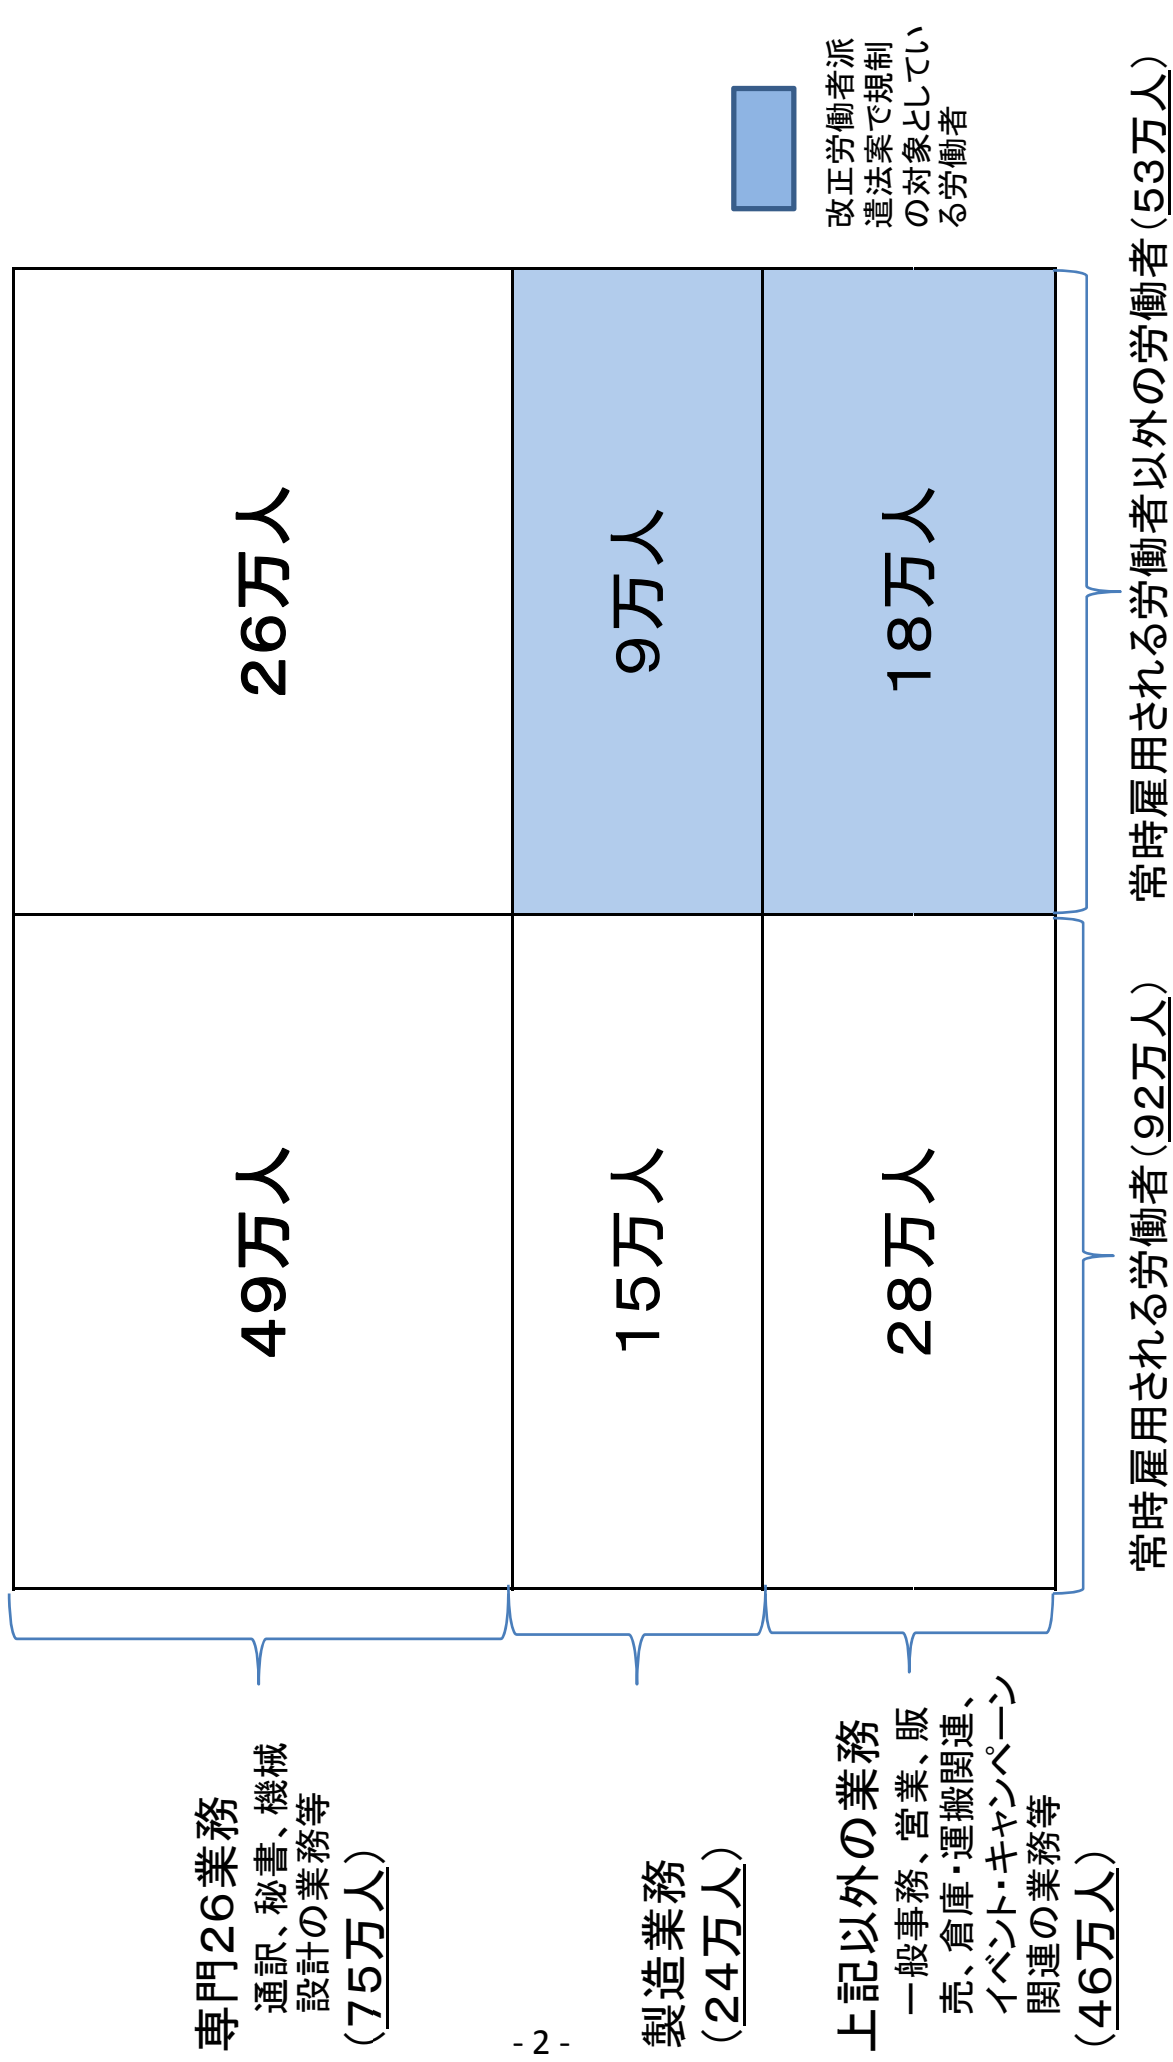 専門26業務
通訳、秘書、機械
設計の業務等
(75万人)
49万人
26万人
製造業務
(24万人)
15万人
9万人
上記以外の業務
一般事務、営業、販
売、倉庫・運搬関連、
イベント・キャンペーン
関連の業務等
(46万人)
28万人
18万人
常時雇用される労働者(92万人)
常時雇用される労働者以外の労働者(53万人)
改正労働者派
遣法案で規制
の対象としてい
る労働者
- 2 -